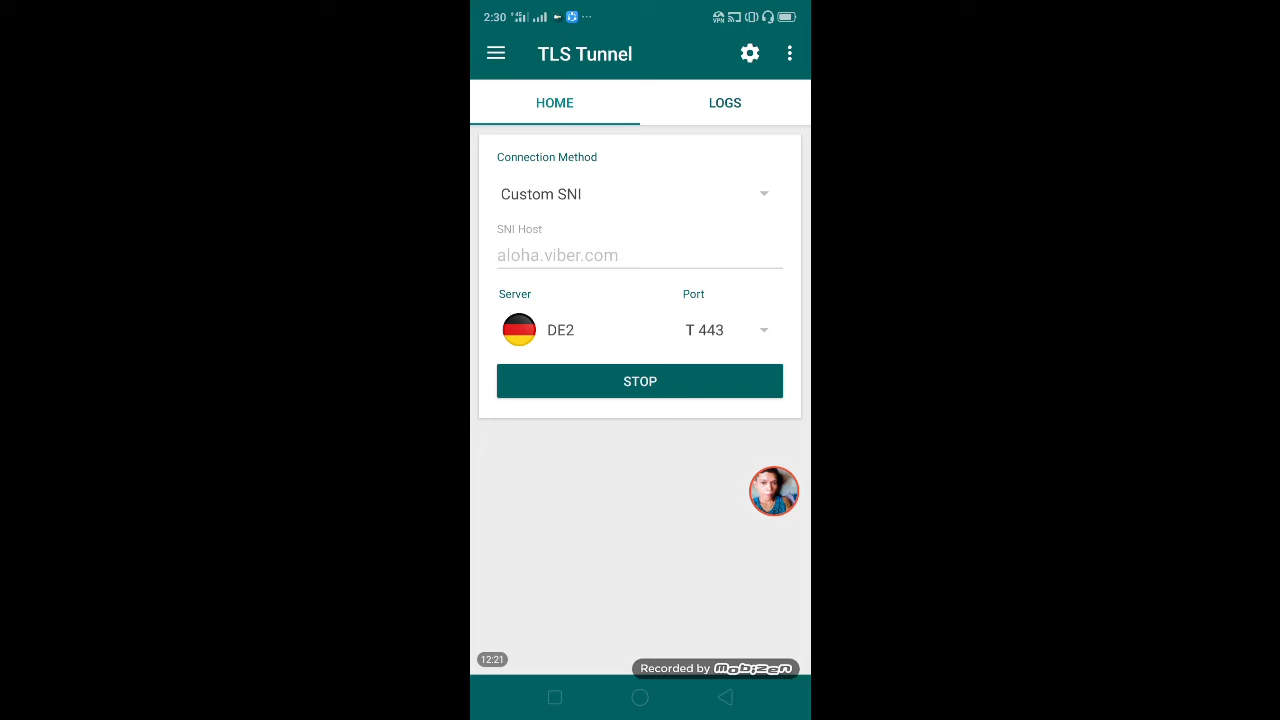 2:30
TLS Tunnel
HOME LOGS
Connection Method
Custom SNI
SNI Host
aloha.viber.com
Server Port
DE2 T 443
STOP
12:21
Recorded by mobizen